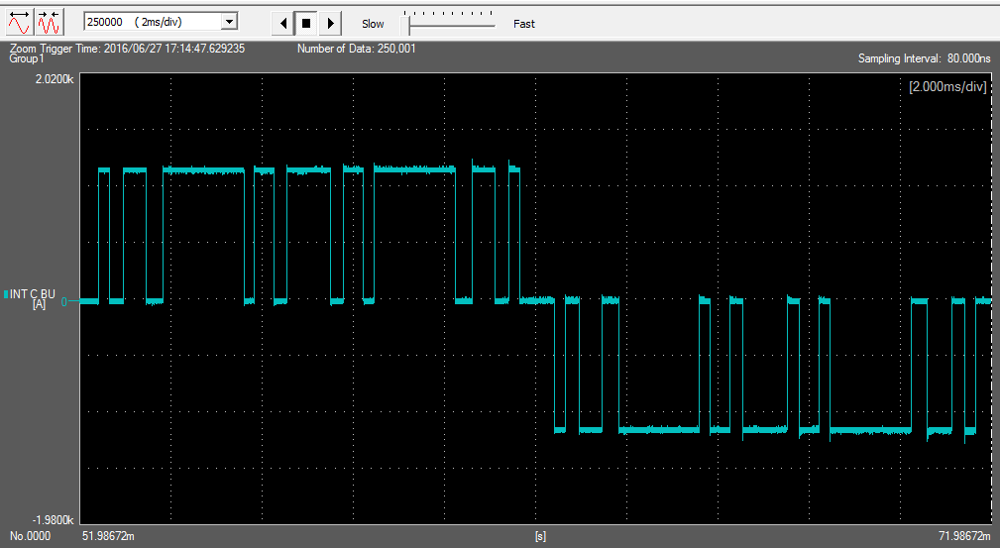 250000 ( 2ms/div)
Slow
Fast
Zoom Trigger Time: 2016/06/27 17:14:47.629235
Number of Data: 250,001
Group1
Sampling Interval: 80.000ns
2.0200k
[2.000ms/div]
INT C BU
[A]
0
-1.9800k
No.0000
51.98672m
[s]
71.98672m